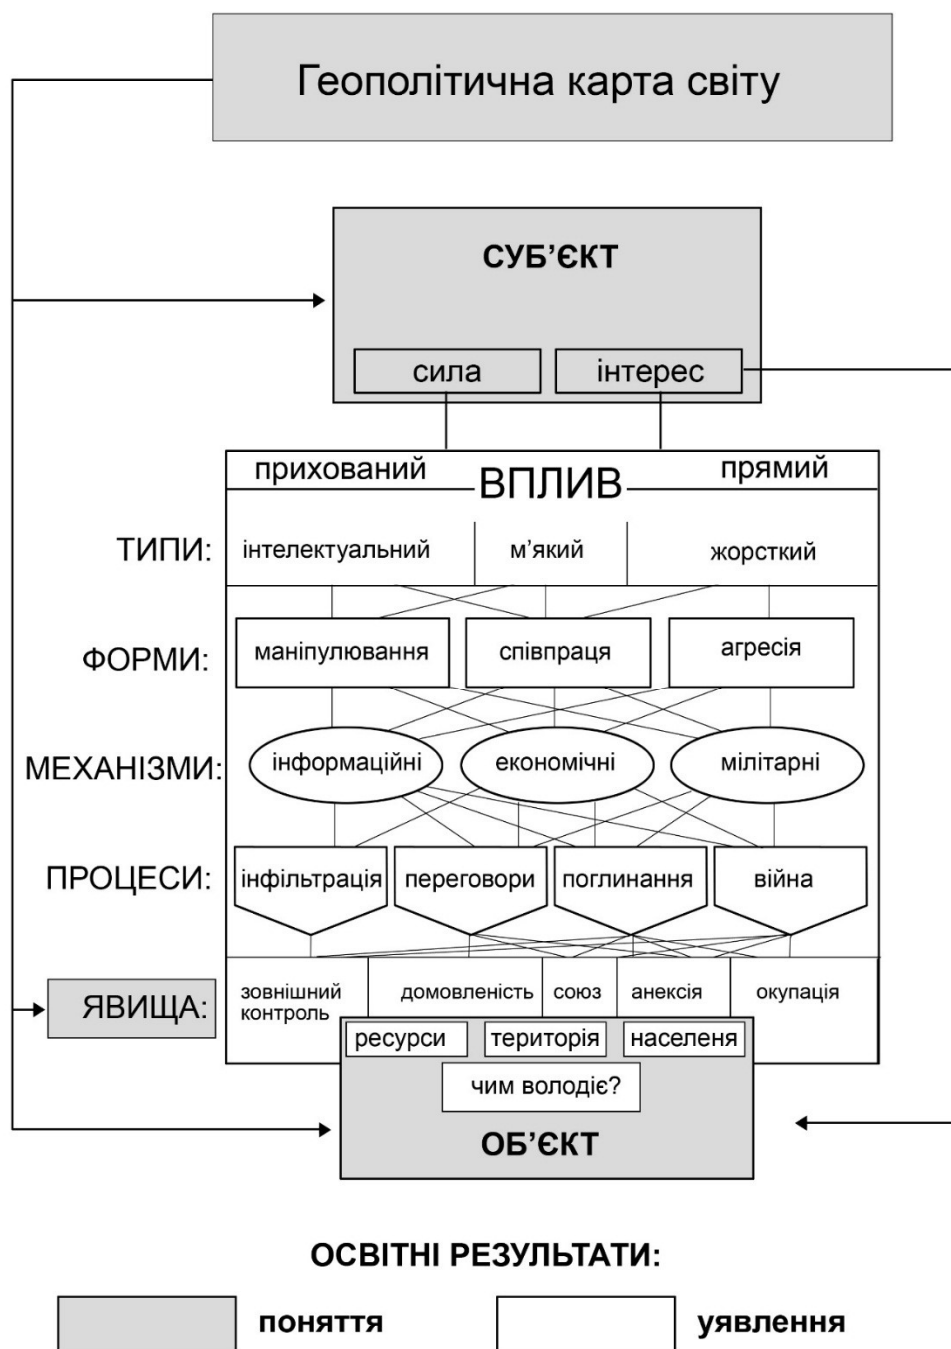 Геополітична карта світу
СУБ’ЄКТ
сила інтерес
прихований ВПЛИВ прямий
ТИПИ: інтелектуальний м’який жорсткий
ФОРМИ: маніпулювання співпраця агресія
МЕХАНІЗМИ: інформаційні економічні мілітарні
ПРОЦЕСИ: інфільтрація переговори поглинання війна
ЯВИЩА: зовнішний домовленість союз анексія окупація
контроль
ресурси територія населеня
чим володіє?
ОБ’ЄКТ
ОСВІТНІ РЕЗУЛЬТАТИ:
поняття уявлення